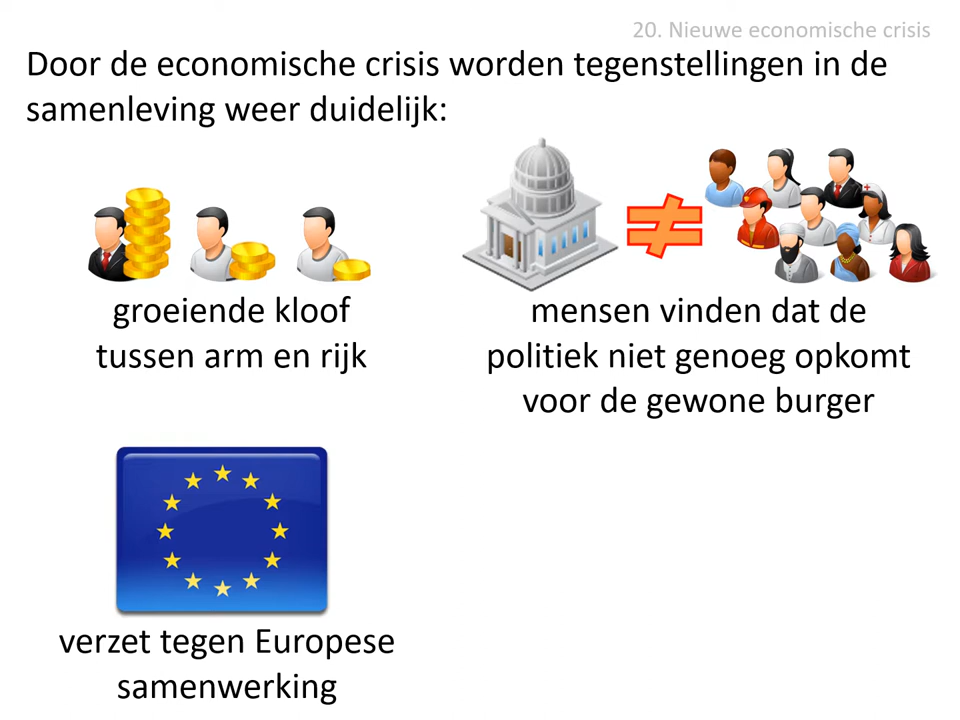 20. Nieuwe economische crisis
Door de economische crisis worden tegenstellingen in de
samenleving weer duidelijk:
groeiende kloof
tussen arm en rijk
mensen vinden dat de
politiek niet genoeg opkomt
voor de gewone burger
verzet tegen Europese
samenwerking